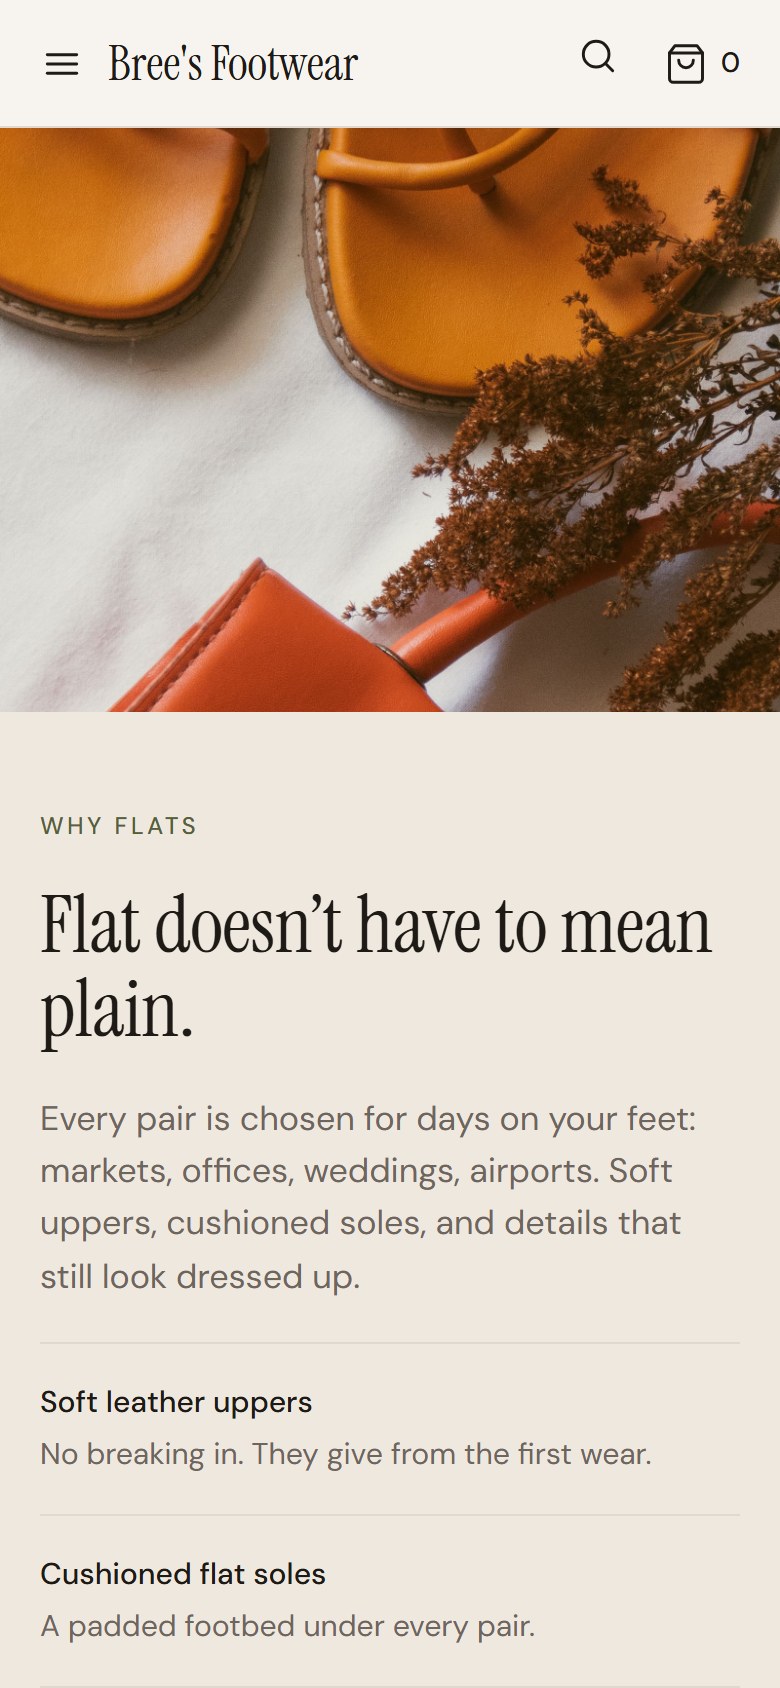 Bree's Footwear
0
WHY FLATS
Flat doesn’t have to mean
plain.
Every pair is chosen for days on your feet:
markets, offices, weddings, airports. Soft
uppers, cushioned soles, and details that
still look dressed up.
Soft leather uppers
No breaking in. They give from the first wear.
Cushioned flat soles
A padded footbed under every pair.